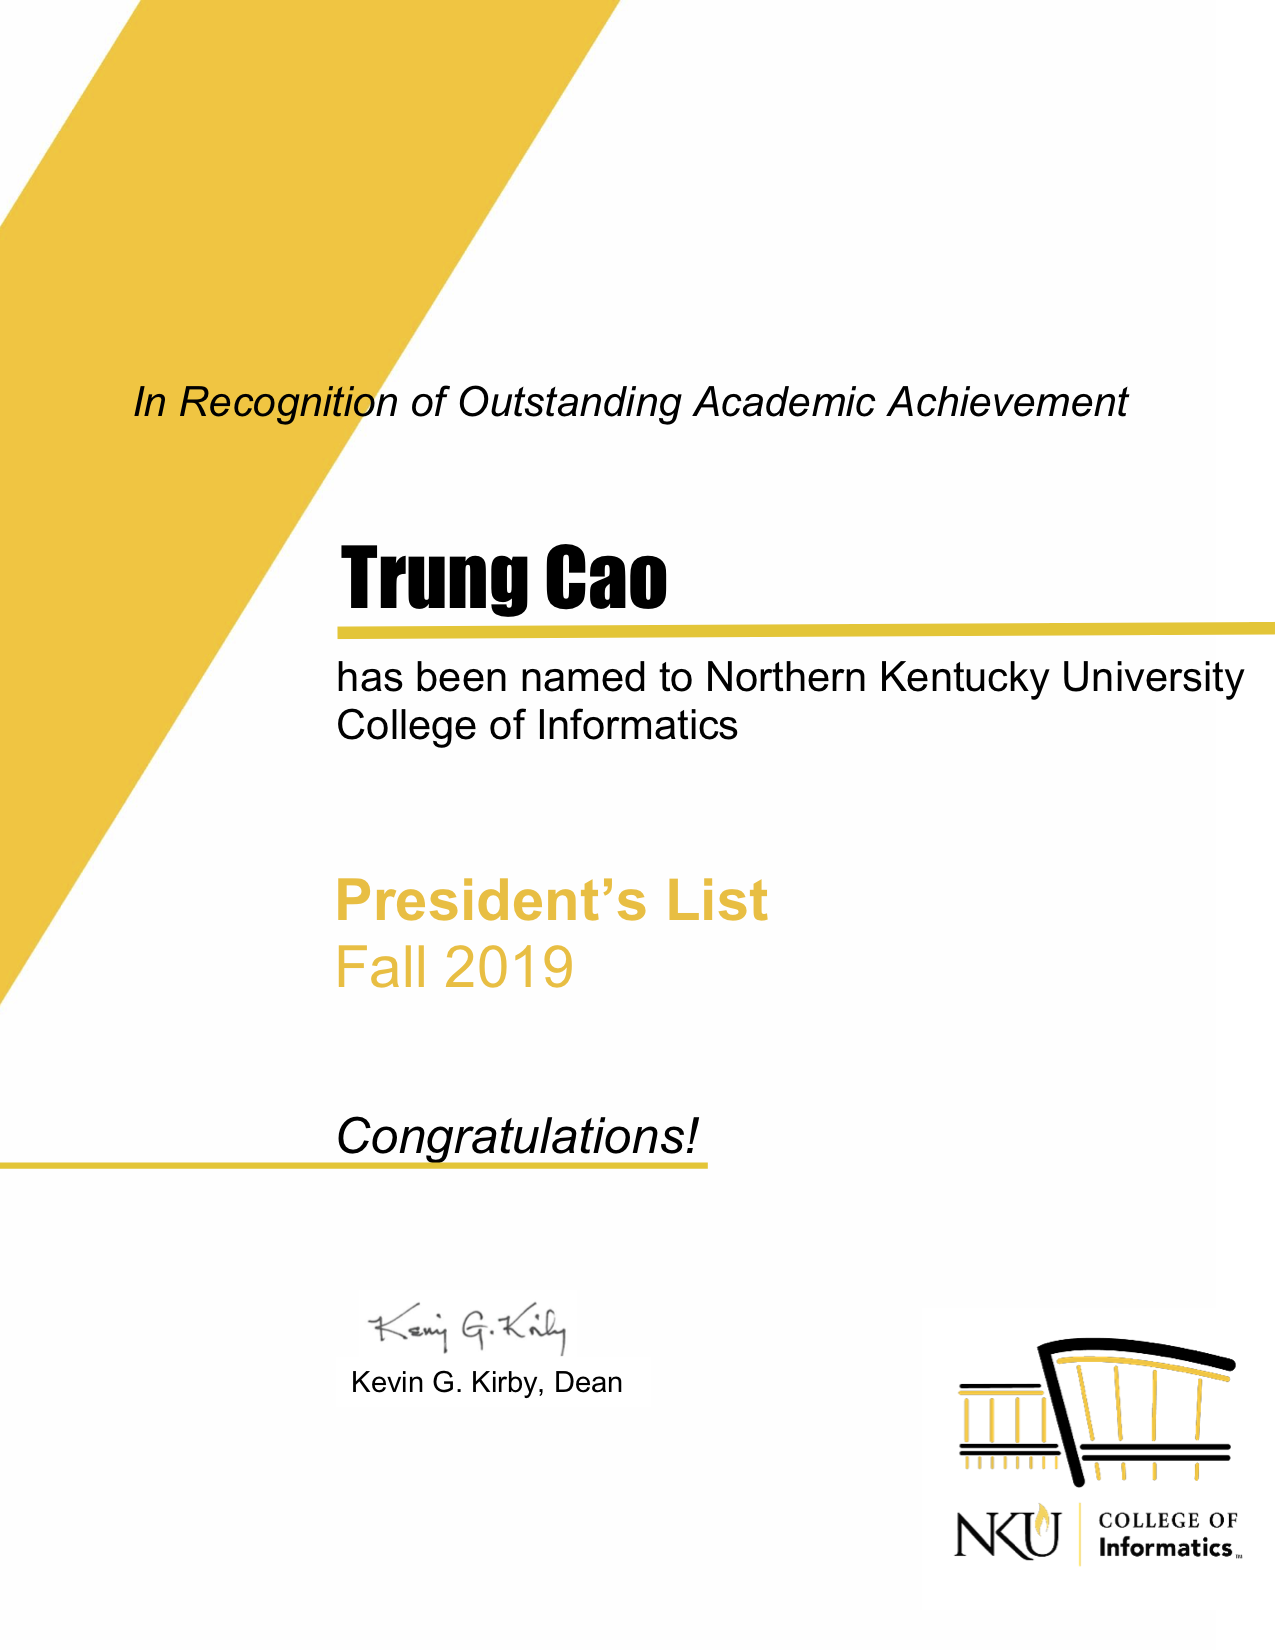 In Recognition of Outstanding Academic Achievement
Trung Cao
has been named to Northern Kentucky University
College of Informatics
President’s List
Fall 2019
Congratulations!
Kevin G. Kirby
Kevin G. Kirby, Dean
NKU
COLLEGE OF
Informatics™